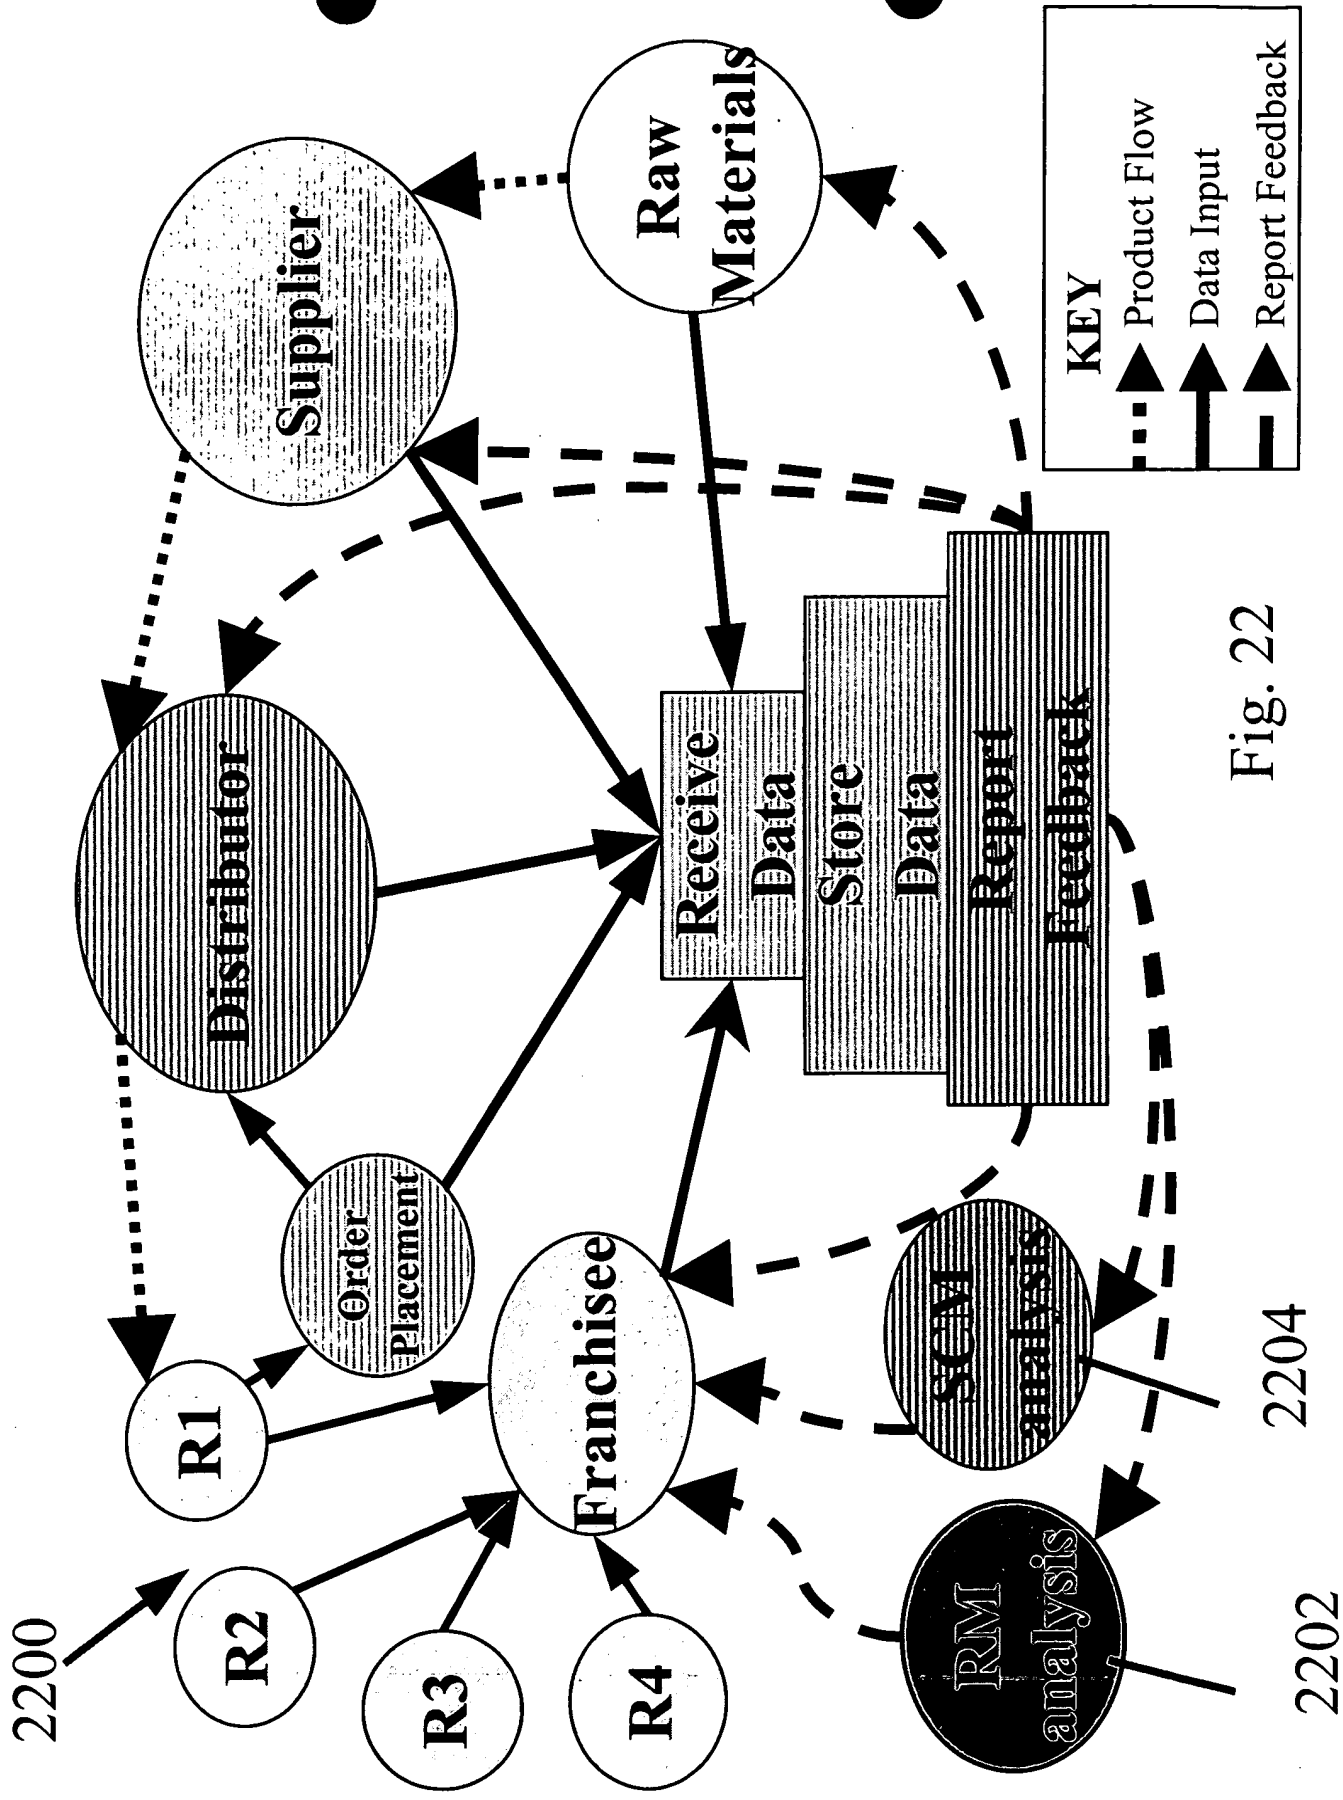 2200
R1
R2
R3
R4
Order
Placement
Distributor
Supplier
Raw
Materials
Franchisee
Receive
Data
Store
Data
Report
Feedback
SCM
analysis
RM
analysis
2204
2202
KEY
Product Flow
Data Input
Report Feedback
Fig. 22